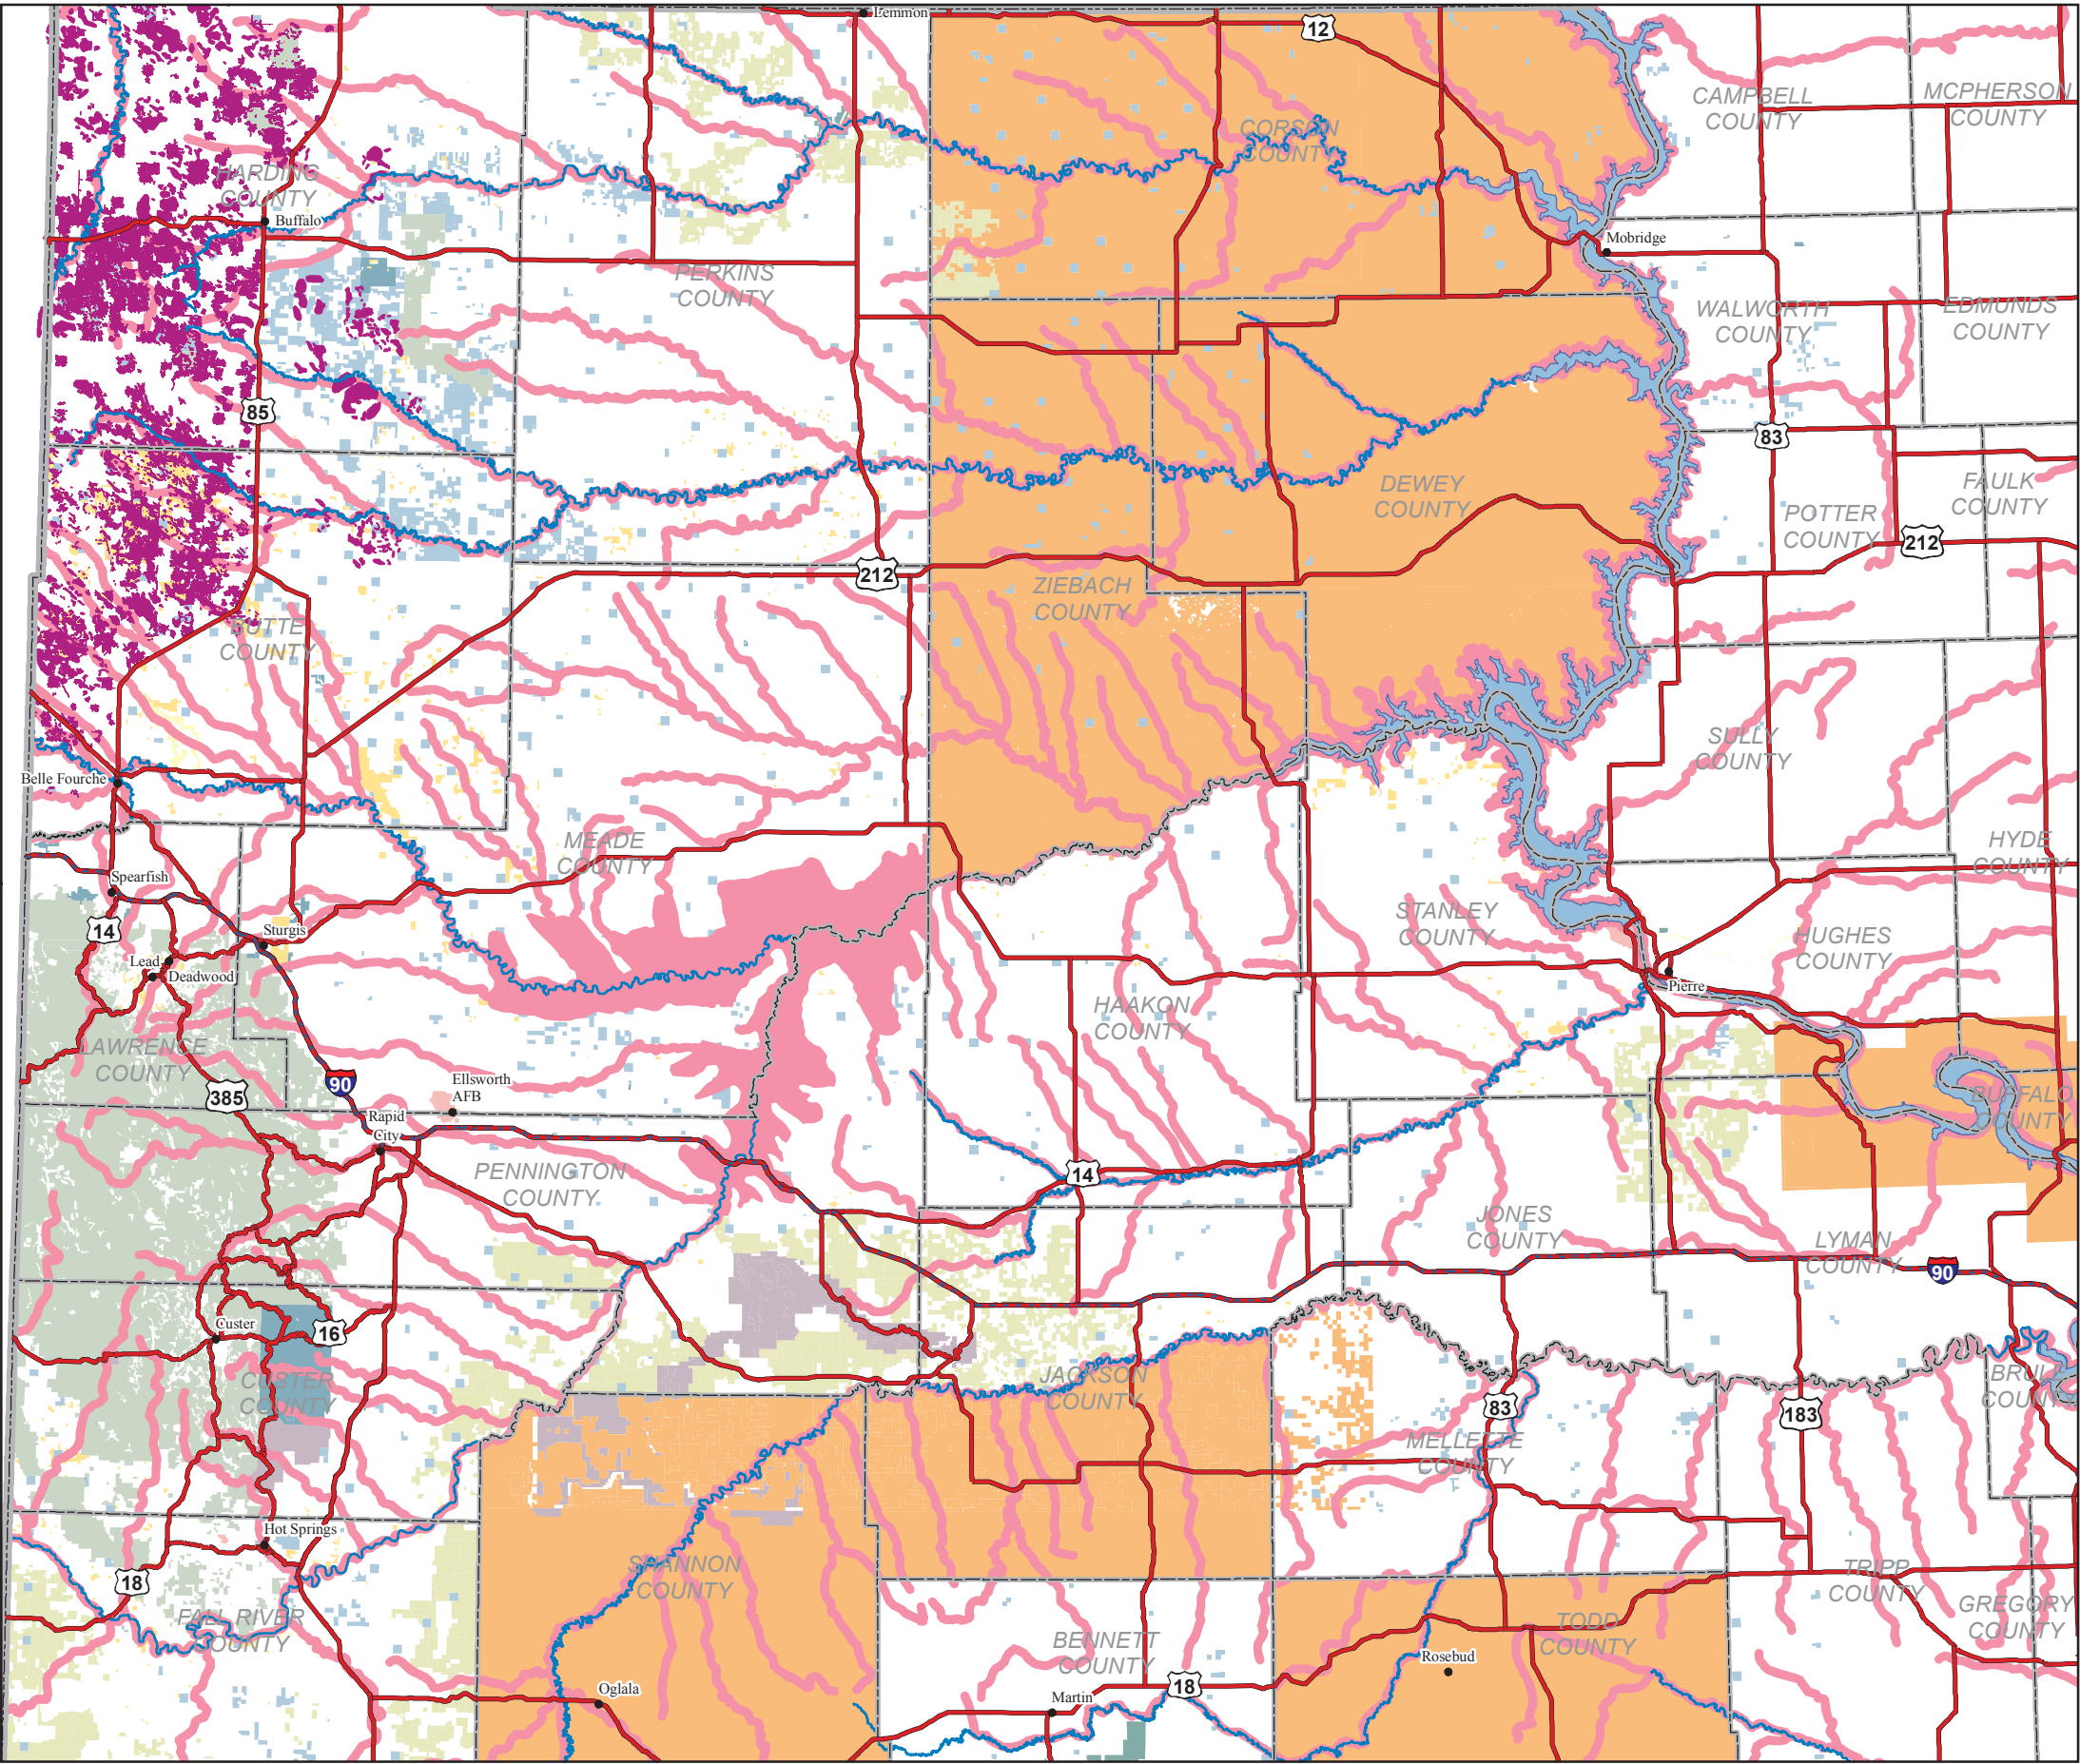 Lemmon
12
CAMPBELL
COUNTY
MCPHERSON
COUNTY
CORSON
COUNTY
HARDING
COUNTY
Buffalo
Mobridge
PERKINS
COUNTY
WALWORTH
COUNTY
EDMUNDS
COUNTY
85
83
DEWEY
COUNTY
FAULK
COUNTY
POTTER
COUNTY
212
212
ZIEBACH
COUNTY
BUTTE
COUNTY
SULLY
COUNTY
Belle Fourche
MEADE
COUNTY
HYDE
COUNTY
Spearfish
14
Sturgis
STANLEY
COUNTY
HUGHES
COUNTY
Lead
Deadwood
Pierre
HAAKON
COUNTY
LAWRENCE
COUNTY
90
385
Ellsworth
AFB
BUFFALO
COUNTY
Rapid
City
PENNINGTON
COUNTY
14
JONES
COUNTY
LYMAN
COUNTY
90
Custer
16
CUSTER
COUNTY
JACKSON
COUNTY
83
183
MELLETTE
COUNTY
Hot Springs
18
SHANNON
COUNTY
TRIPP
COUNTY
FALL RIVER
COUNTY
GREGORY
COUNTY
TODD
COUNTY
BENNETT
COUNTY
Rosebud
18
Oglala
Martin